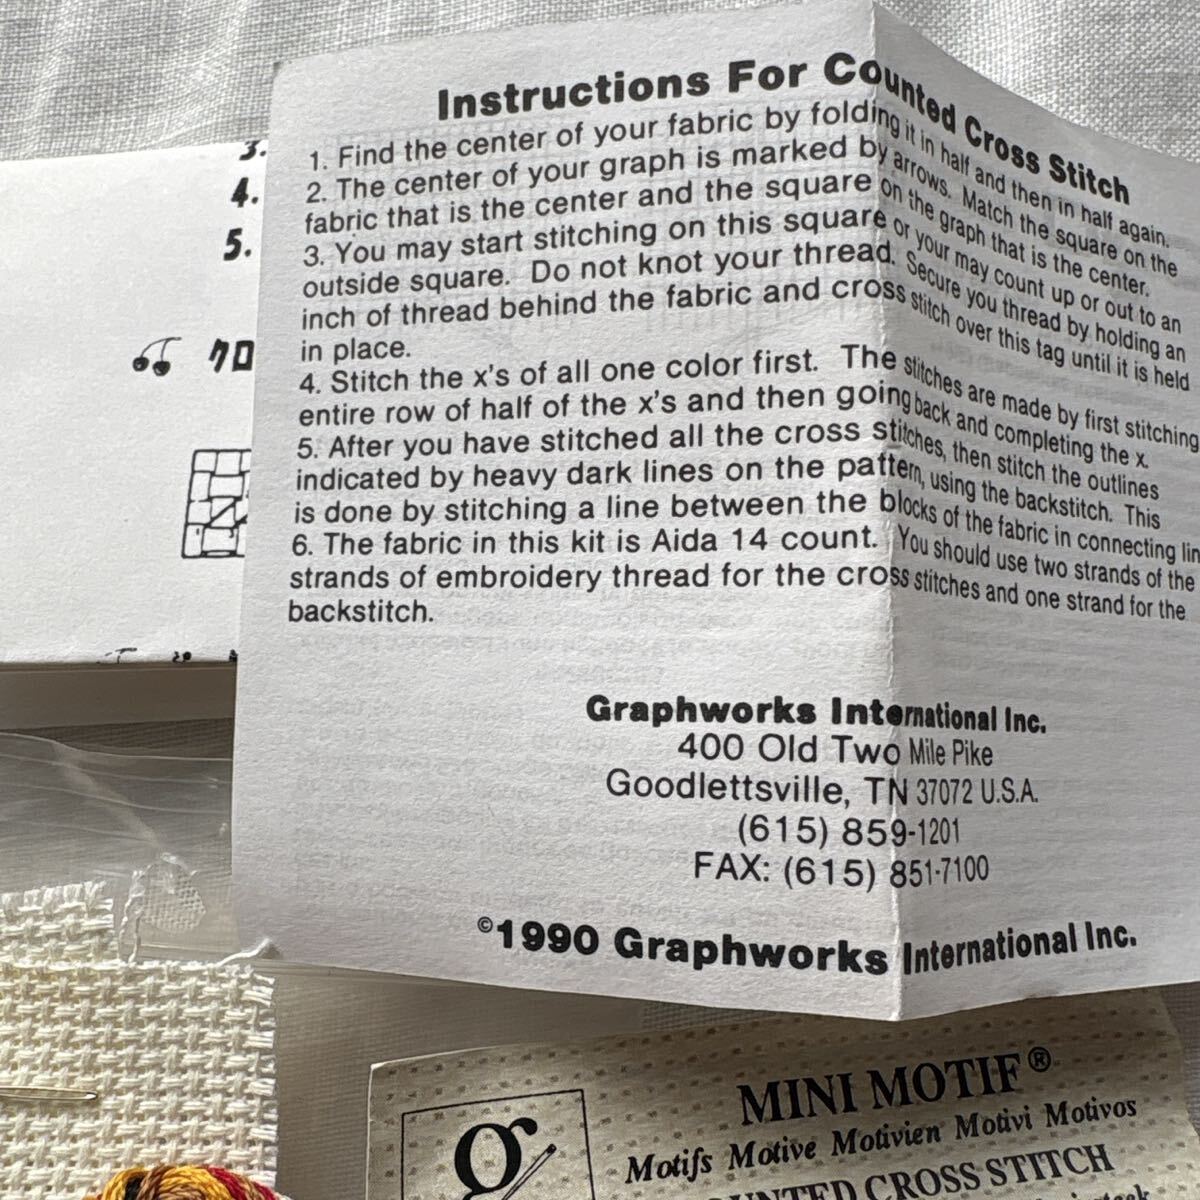 Instructions For Counted Cross Stitch
1. Find the center of your fabric by folding it in half and then in half again.
2. The center of your graph is marked by arrows. Match the square on the
fabric that is the center and the square on the graph that is the center.
3. You may start stitching on this square or your may count up or out to an
outside square. Do not knot your thread. Secure you thread by holding an
inch of thread behind the fabric and cross stitch over this tag until it is held
in place.
4. Stitch the x's of all one color first. The stitches are made by first stitching
entire row of half of the x's and then going back and completing the x.
5. After you have stitched all the cross stitches, then stitch the outlines
indicated by heavy dark lines on the pattern, using the backstitch. This
is done by stitching a line between the blocks of the fabric in connecting lin
6. The fabric in this kit is Aida 14 count. You should use two strands of the
strands of embroidery thread for the cross stitches and one strand for the
backstitch.
Graphworks International Inc.
400 Old Two Mile Pike
Goodlettsville, TN 37072 U.S.A.
(615) 859-1201
FAX: (615) 851-7100
©1990 Graphworks International Inc.
3.
4.
5.
クロ
MINI MOTIF®
Motifs Motive Motivien Motivi Motivos
CROSS STITCH